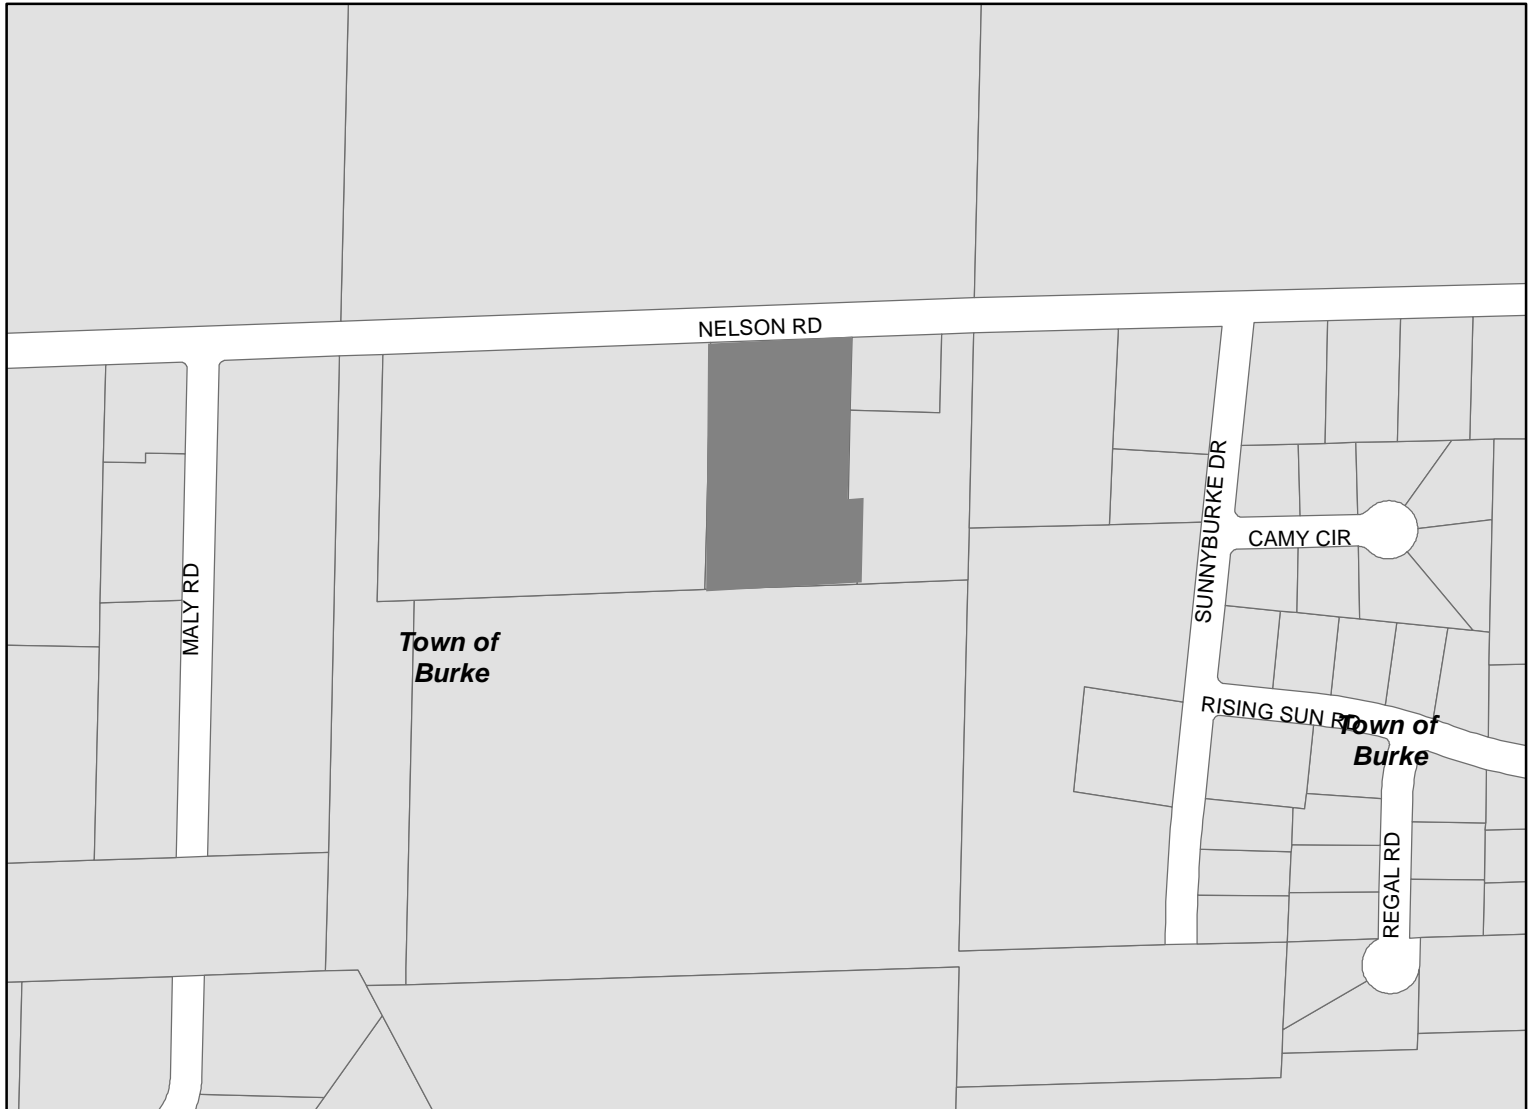 NELSON RD
SUNNYBURKE DR
CAMY CIR
MALY RD
Town of
Burke
RISING SUN RD
Town of
Burke
REGAL RD